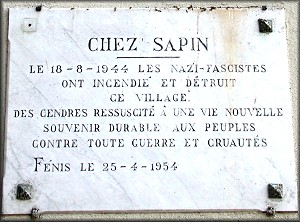 CHEZ SAPIN
LE 18-8-1944 LES NAZI-FASCISTES
ONT INCENDIE ET DÉTRUIT
CE VILLAGE.
DES CENDRES RESSUSCITÉ A UNE VIE NOUVELLE
SOUVENIR DURABLE AUX PEUPLES
CONTRE TOUTE GUERRE ET CRUAUTÉS
FÉNIS LE 25-4-1954